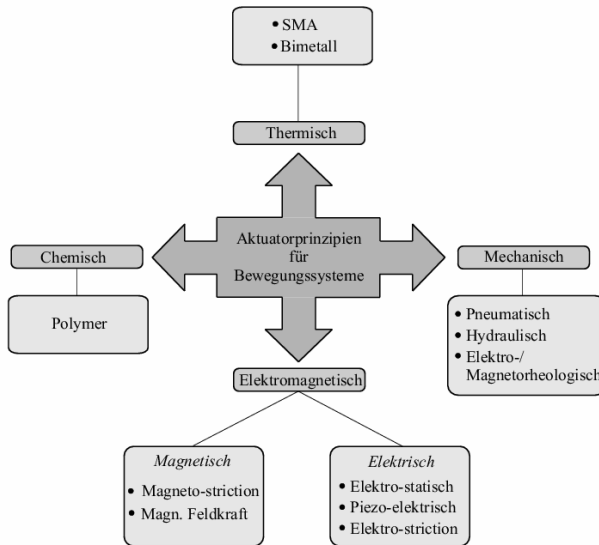 • SMA
• Bimetall
Thermisch
Aktuatorprinzipien
für
Bewegungssysteme
Chemisch
Polymer
Mechanisch
• Pneumatisch
• Hydraulisch
• Elektro-/
Magnetorheologisch
Elektromagnetisch
Magnetisch
• Magneto-striction
• Magn. Feldkraft
Elektrisch
• Elektro-statisch
• Piezo-elektrisch
• Elektro-striction